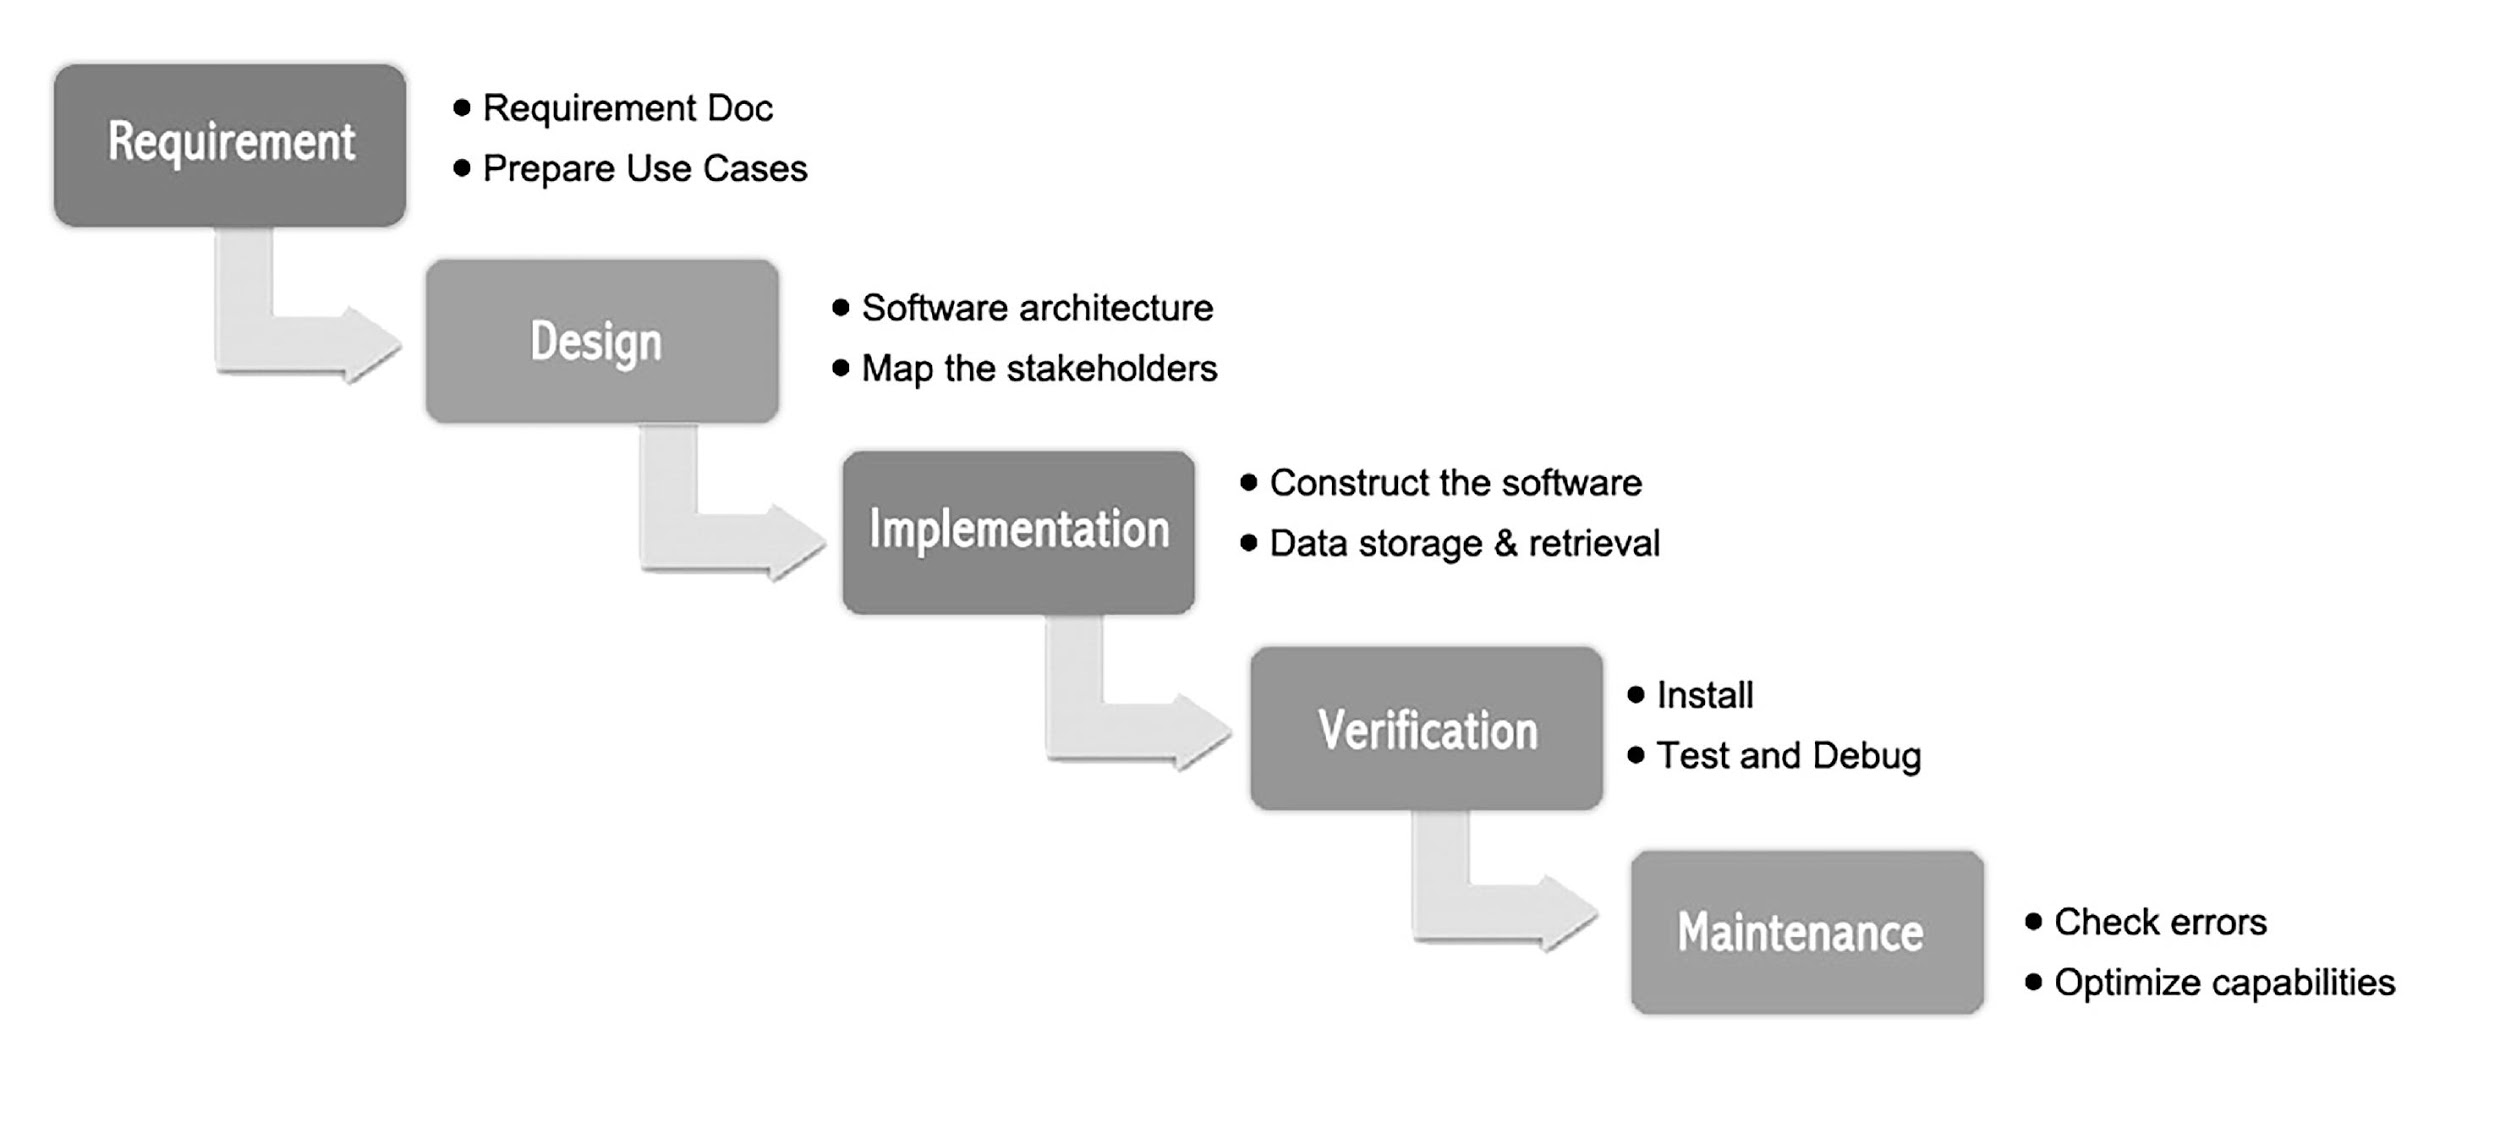 Requirement
● Requirement Doc
● Prepare Use Cases
Design
● Software architecture
● Map the stakeholders
Implementation
● Construct the software
● Data storage & retrieval
Verification
● Install
● Test and Debug
Maintenance
● Check errors
● Optimize capabilities